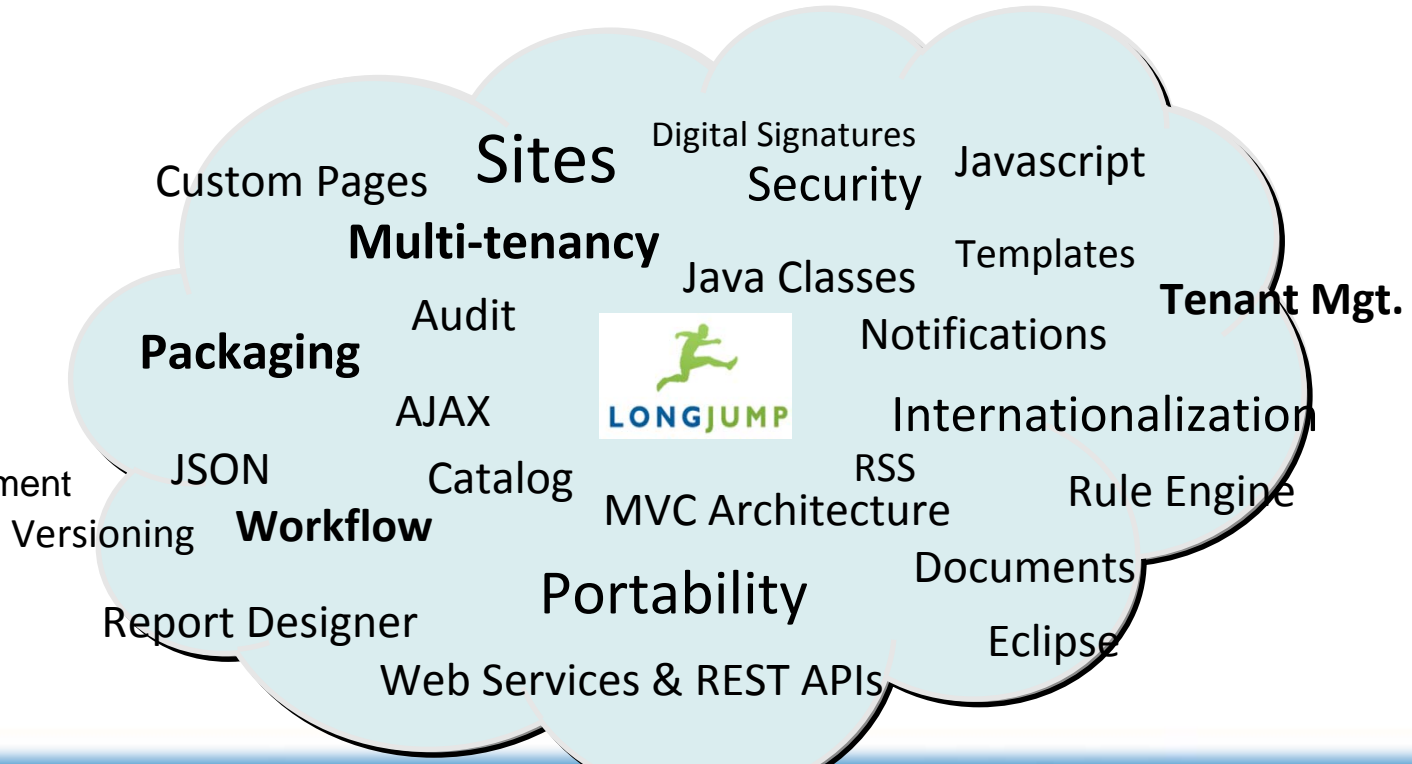 Digital Signatures
Sites
Javascript
Custom Pages
Security
Multi-tenancy
Templates
Java Classes
Tenant Mgt.
Audit
Notifications
Packaging
LONGJUMP
AJAX
Internationalization
JSON
RSS
Catalog
ment
Rule Engine
MVC Architecture
Versioning
Workflow
Documents
Portability
Report Designer
Eclipse
Web Services & REST APIs